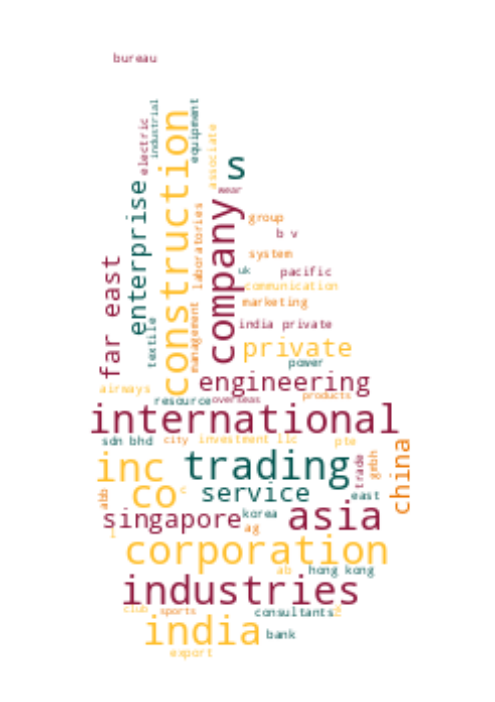 bureau
industrial
equipment
electric
construction
associate
s
enterprise
wear
company
laboratories
group
b v
system
far east
uk
pacific
communication
marketing
management
textile
india private
private
power
engineering
airways
resource
overseas
products
international
sdn bhd
city
investment llc
pte
inc
trading
trade
gmbh
china
abb
co
c
service
east
singapore
korea
asia
ag
corporation
ab
hong kong
industries
club
sports
consultants
india
bank
export